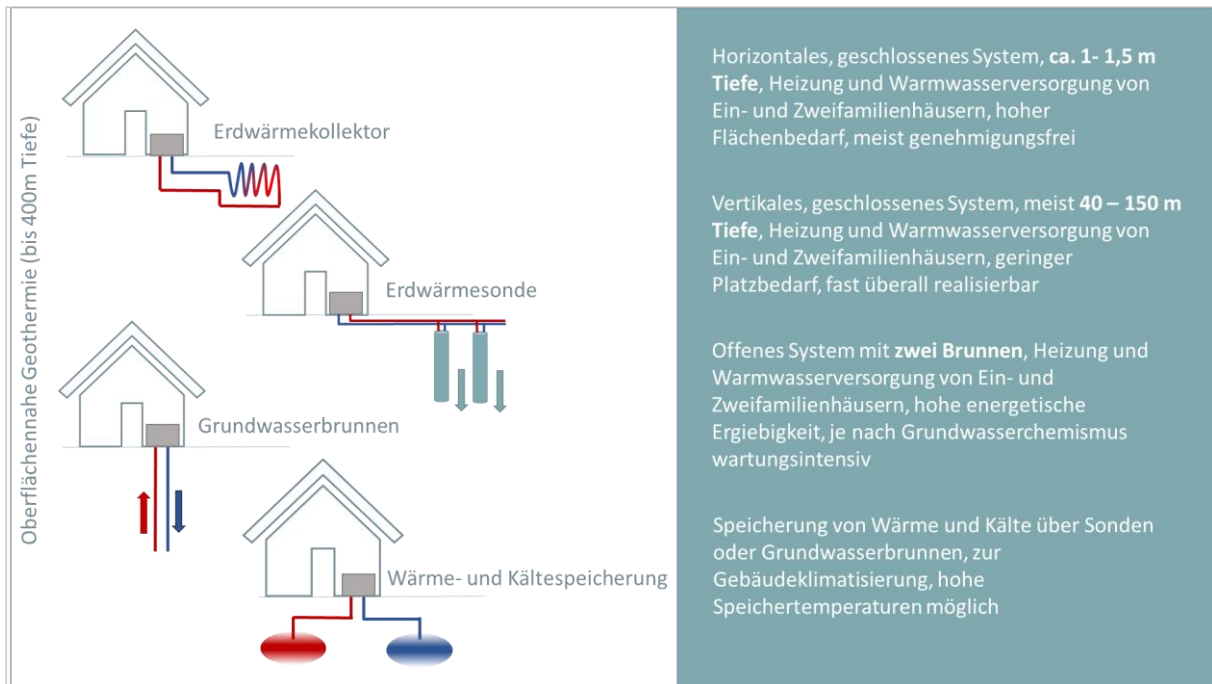 Oberflächennahe Geothermie (bis 400m Tiefe)
Erdwärmekollektor
Horizontales, geschlossenes System, ca. 1- 1,5 m
Tiefe, Heizung und Warmwasserversorgung von
Ein- und Zweifamilienhäusern, hoher
Flächenbedarf, meist genehmigungsfrei
Erdwärmesonde
Vertikales, geschlossenes System, meist 40 – 150 m
Tiefe, Heizung und Warmwasserversorgung von
Ein- und Zweifamilienhäusern, geringer
Platzbedarf, fast überall realisierbar
Grundwasserbrunnen
Offenes System mit zwei Brunnen, Heizung und
Warmwasserversorgung von Ein- und
Zweifamilienhäusern, hohe energetische
Ergiebigkeit, je nach Grundwasserchemismus
wartungsintensiv
Wärme- und Kältespeicherung
Speicherung von Wärme und Kälte über Sonden
oder Grundwasserbrunnen, zur
Gebäudeklimatisierung, hohe
Speichertemperaturen möglich